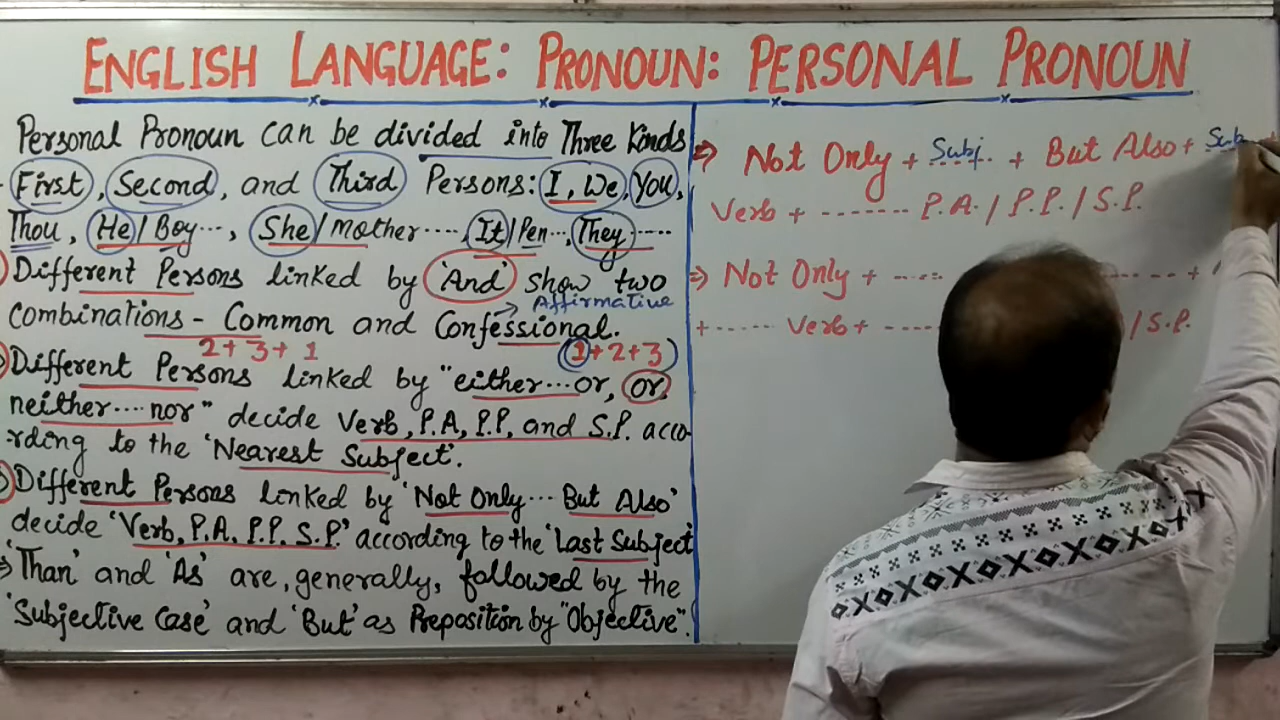 ENGLISH LANGUAGE: PRONOUN: PERSONAL PRONOUN
Personal Pronoun can be divided into Three Kinds
First, Second, and Third Persons: I, We, You,
Thou, He/Boy..., She/Mother...., It/Pen..., They.....
Different Persons linked by 'And' show two
→ Affirmative
combinations - Common and Confessional.
2+3+1 (1+2+3)
Different Persons linked by "either...or, or,
neither....nor" decide Verb, P.A, P.P, and S.P. acco-
rding to the 'Nearest Subject'.
Different Persons linked by 'Not Only... But Also'
decide 'Verb, P.A, P.P, S.P.' according to the 'Last Subject'
⇒ 'Than' and 'As' are, generally, followed by the
'Subjective Case' and 'But' as Preposition by "Objective".
⇒ Not Only + Subj. + But Also + Sub
Verb + ....... P.A. / P.P. / S.P.
⇒ Not Only + ..... +
+ ...... Verb + ..... / S.P.